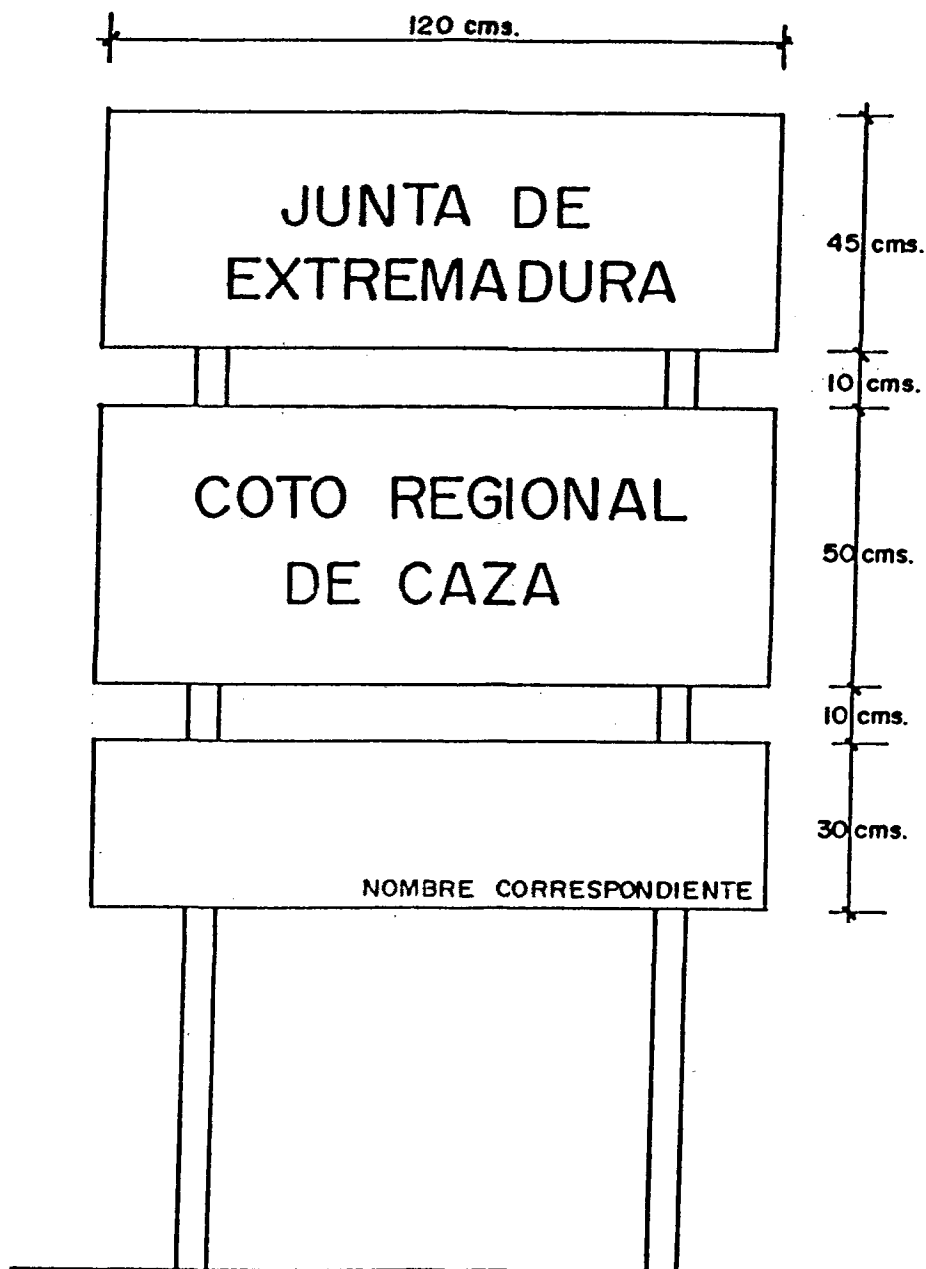 120 cms.
JUNTA DE
EXTREMADURA
45 cms.
10 cms.
COTO REGIONAL
DE CAZA
50 cms.
10 cms.
30 cms.
NOMBRE CORRESPONDIENTE